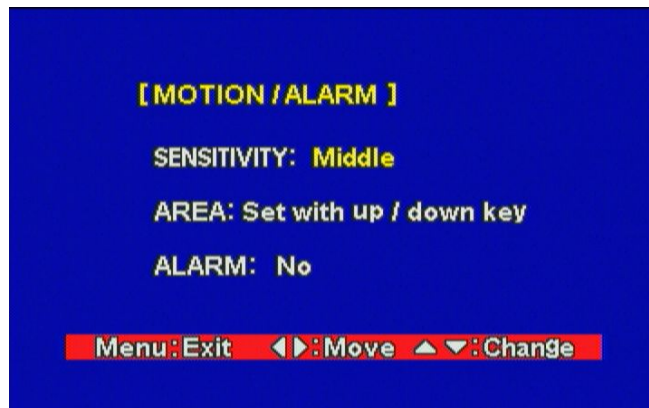 [ MOTION / ALARM ]
SENSITIVITY: Middle
AREA: Set with up / down key
ALARM: No
Menu:Exit ◀▶:Move ▲▼:Change